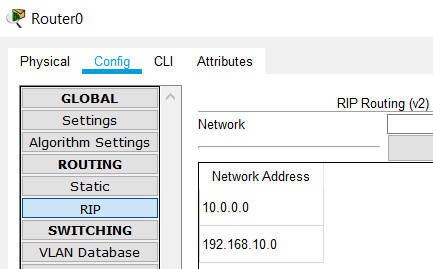 Router0
Physical Config CLI Attributes
GLOBAL
Settings
Algorithm Settings
ROUTING
Static
RIP
SWITCHING
VLAN Database
RIP Routing (v2)
Network
Network Address
10.0.0.0
192.168.10.0